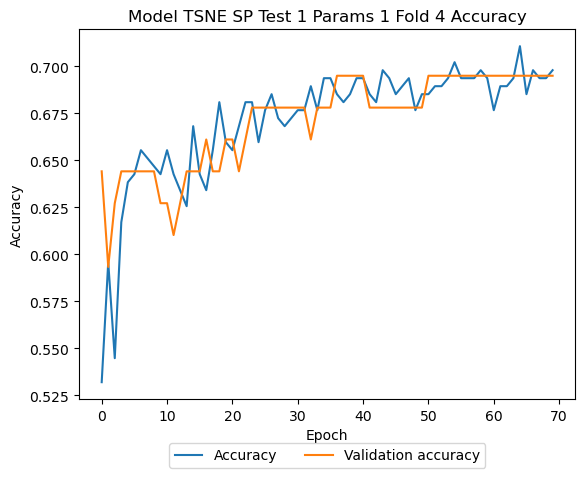 Model TSNE SP Test 1 Params 1 Fold 4 Accuracy
0.700
0.675
0.650
0.625
0.600
0.575
0.550
0.525
Accuracy
0 10 20 30 40 50 60 70
Epoch
Accuracy Validation accuracy